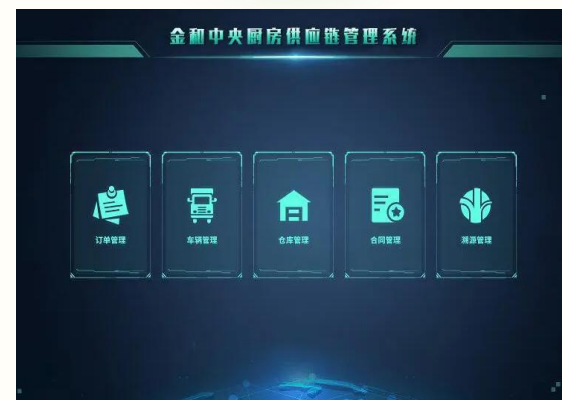 金和中央厨房供应链管理系统
订单管理
车辆管理
仓库管理
合同管理
溯源管理